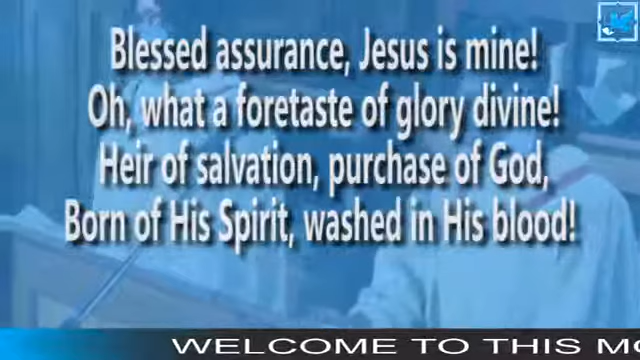 Blessed assurance, Jesus is mine!
Oh, what a foretaste of glory divine!
Heir of salvation, purchase of God,
Born of His Spirit, washed in His blood!
WELCOME TO THIS MO